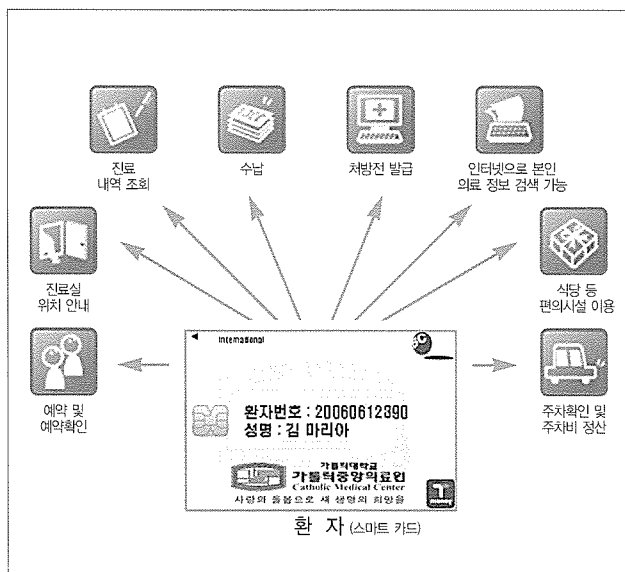 진료
내역 조회
수납
처방전 발급
인터넷으로 본인
의료 정보 검색 가능
진료실
위치 안내
식당 등
편의시설 이용
예약 및
예약확인
주차확인 및
주차비 정산
International
환자번호 : 20060612390
성명 : 김 마리아
가톨릭대학교
가톨릭중앙의료원
Catholic Medical Center
사랑의 돌봄으로 새 생명의 희망을
환 자 (스마트 카드)